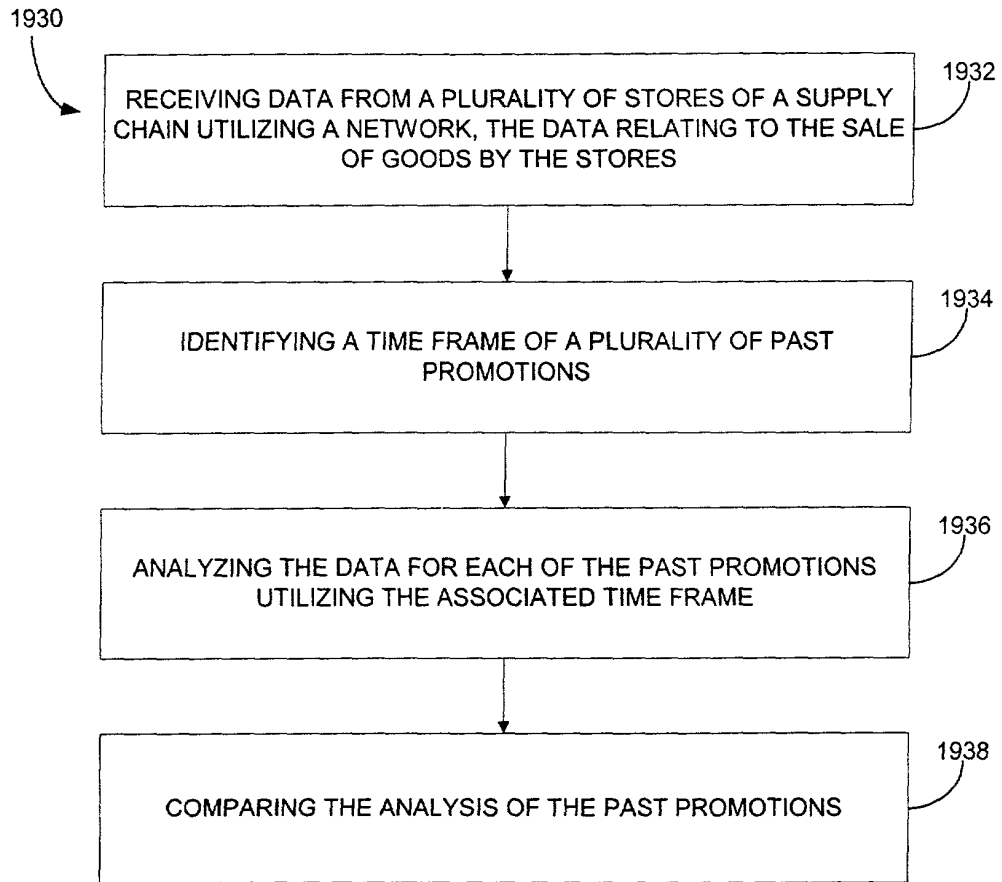 1930
1932
RECEIVING DATA FROM A PLURALITY OF STORES OF A SUPPLY
CHAIN UTILIZING A NETWORK, THE DATA RELATING TO THE SALE
OF GOODS BY THE STORES
1934
IDENTIFYING A TIME FRAME OF A PLURALITY OF PAST
PROMOTIONS
1936
ANALYZING THE DATA FOR EACH OF THE PAST PROMOTIONS
UTILIZING THE ASSOCIATED TIME FRAME
1938
COMPARING THE ANALYSIS OF THE PAST PROMOTIONS